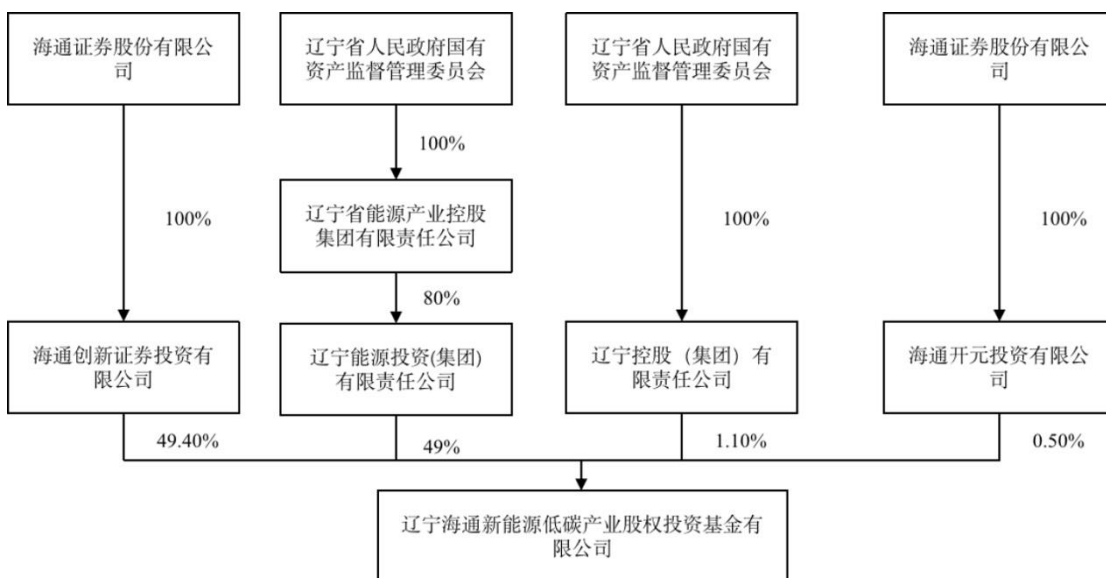 海通证券股份有限公
司
辽宁省人民政府国有
资产监督管理委员会
辽宁省人民政府国有
资产监督管理委员会
海通证券股份有限公
司
100%
辽宁省能源产业控股
集团有限责任公司
100%
100%
100%
80%
海通创新证券投资有
限公司
辽宁能源投资(集团)
有限责任公司
辽宁控股（集团）有
限责任公司
海通开元投资有限公
司
49.40%
49%
1.10%
0.50%
辽宁海通新能源低碳产业股权投资基金有
限公司